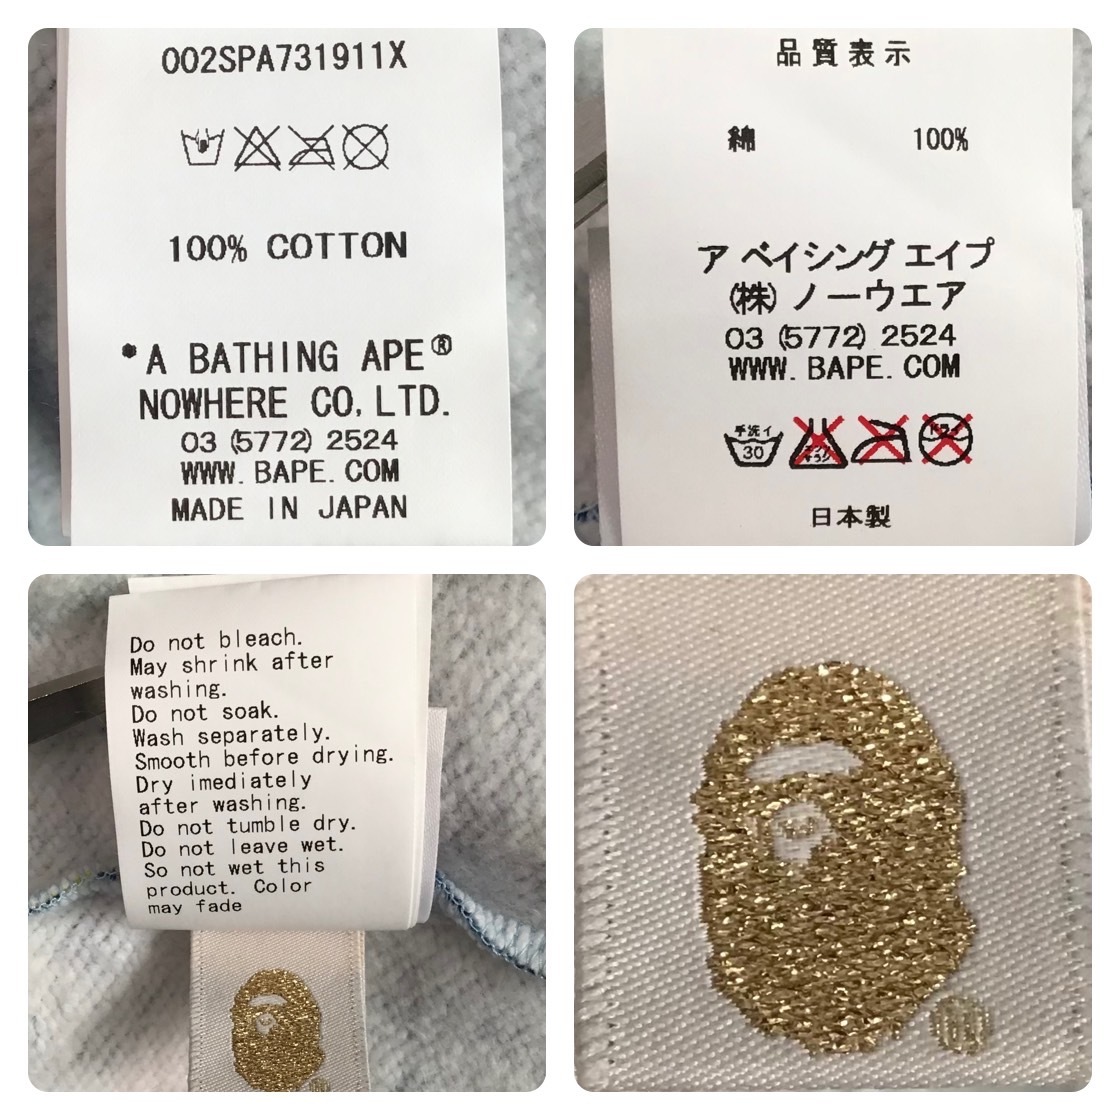 002SPA731911X
100% COTTON
*A BATHING APE®
NOWHERE CO, LTD.
03 (5772) 2524
WWW. BAPE. COM
MADE IN JAPAN
品質表示
綿 100%
ア ベイシング エイプ
(株) ノーウエア
03 (5772) 2524
WWW. BAPE. COM
手洗イ
30
日本製
Do not bleach.
May shrink after
washing.
Do not soak.
Wash separately.
Smooth before drying.
Dry imediately
after washing.
Do not tumble dry.
Do not leave wet.
So not wet this
product. Color
may fade